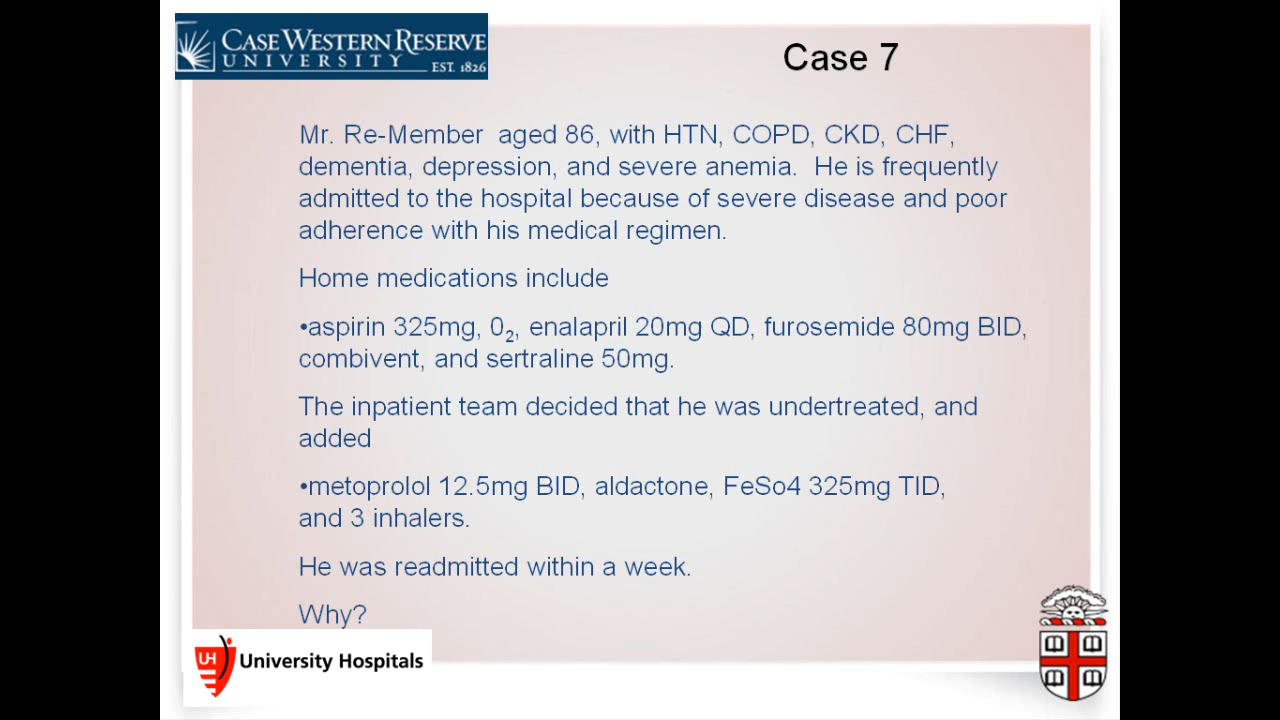 CASE WESTERN RESERVE
UNIVERSITY
EST. 1826
Case 7
Mr. Re-Member aged 86, with HTN, COPD, CKD, CHF,
dementia, depression, and severe anemia. He is frequently
admitted to the hospital because of severe disease and poor
adherence with his medical regimen.
Home medications include
•aspirin 325mg, 0₂, enalapril 20mg QD, furosemide 80mg BID,
combivent, and sertraline 50mg.
The inpatient team decided that he was undertreated, and
added
•metoprolol 12.5mg BID, aldactone, FeSo4 325mg TID,
and 3 inhalers.
He was readmitted within a week.
Why?
UH
University Hospitals